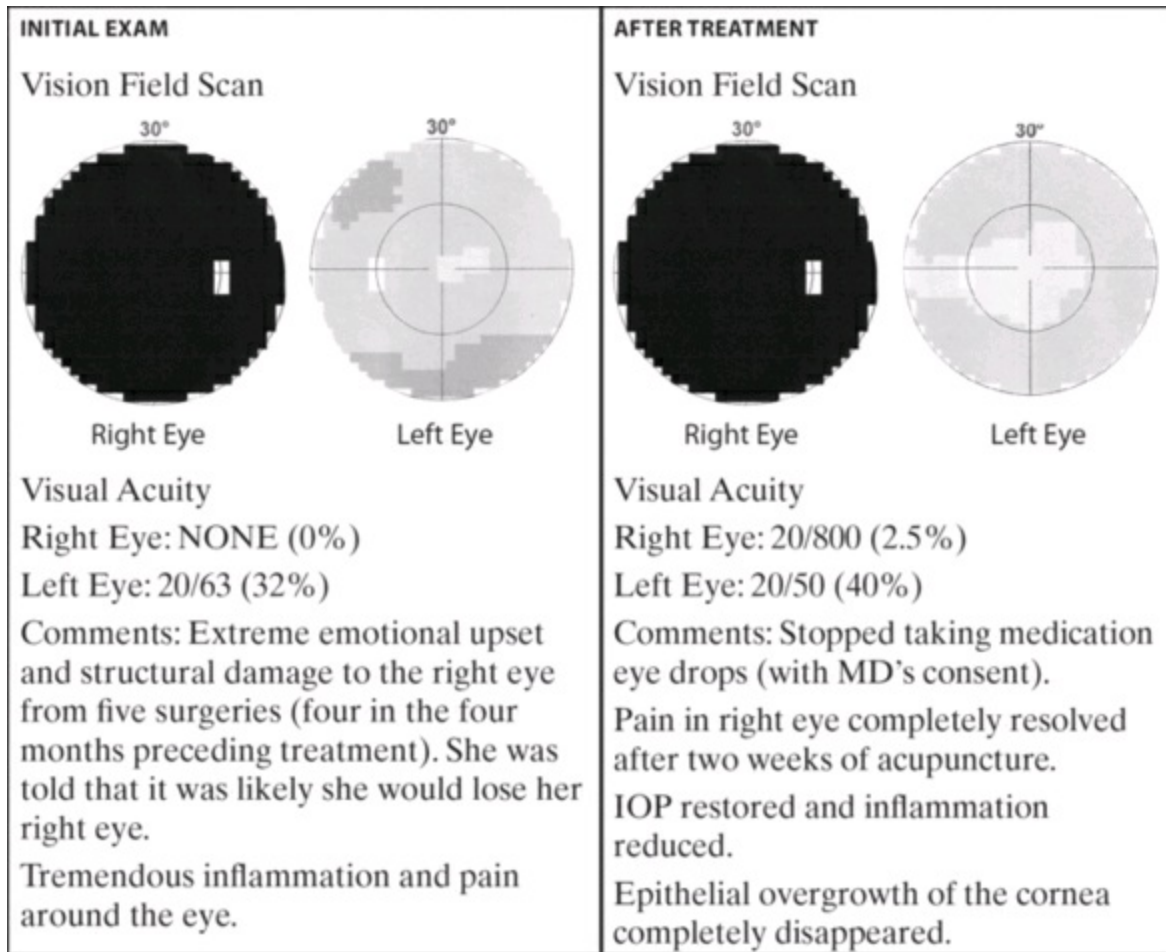 INITIAL EXAM
Vision Field Scan
30°
30°
Right Eye
Left Eye
Visual Acuity
Right Eye: NONE (0%)
Left Eye: 20/63 (32%)
Comments: Extreme emotional upset
and structural damage to the right eye
from five surgeries (four in the four
months preceding treatment). She was
told that it was likely she would lose her
right eye.
Tremendous inflammation and pain
around the eye.
AFTER TREATMENT
Vision Field Scan
30°
30°
Right Eye
Left Eye
Visual Acuity
Right Eye: 20/800 (2.5%)
Left Eye: 20/50 (40%)
Comments: Stopped taking medication
eye drops (with MD's consent).
Pain in right eye completely resolved
after two weeks of acupuncture.
IOP restored and inflammation
reduced.
Epithelial overgrowth of the cornea
completely disappeared.